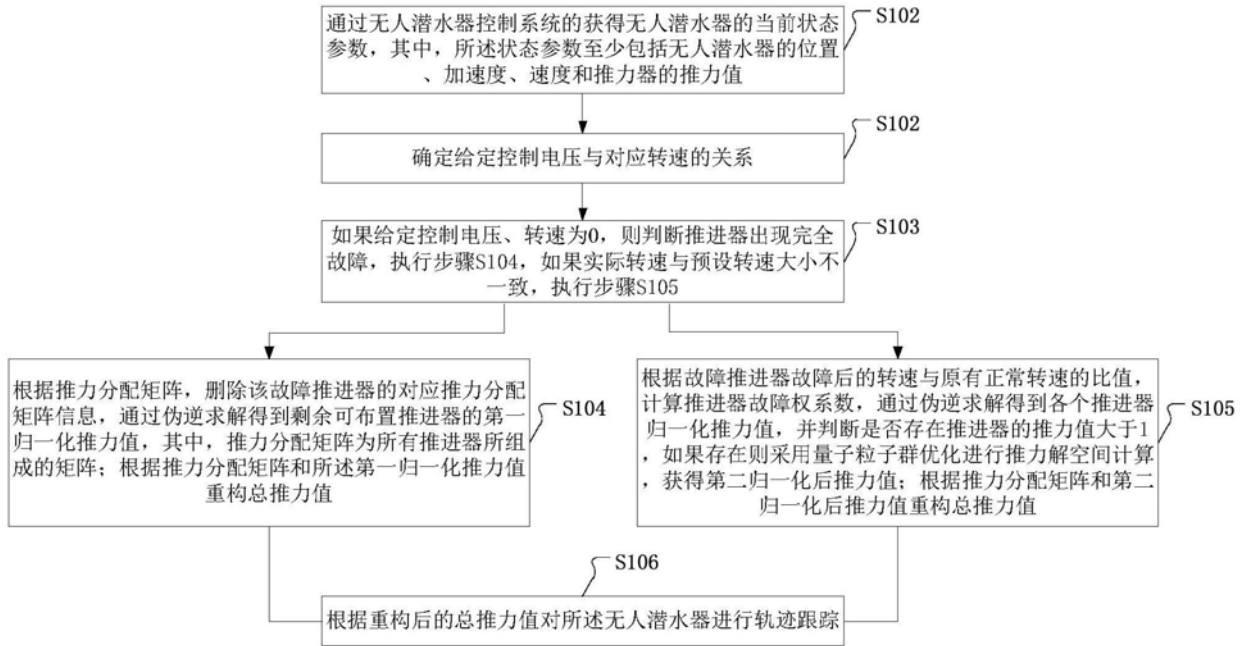 通过无人潜水器控制系统的获得无人潜水器的当前状态
参数，其中，所述状态参数至少包括无人潜水器的位置
、加速度、速度和推力器的推力值
S102
确定给定控制电压与对应转速的关系
S102
如果给定控制电压、转速为0，则判断推进器出现完全
故障，执行步骤S104，如果实际转速与预设转速大小不
一致，执行步骤S105
S103
根据推力分配矩阵，删除该故障推进器的对应推力分配
矩阵信息，通过伪逆求解得到剩余可布置推进器的第一
归一化推力值，其中，推力分配矩阵为所有推进器所组
成的矩阵；根据推力分配矩阵和所述第一归一化推力值
重构总推力值
S104
根据故障推进器故障后的转速与原有正常转速的比值，
计算推进器故障权系数，通过伪逆求解得到各个推进器
归一化推力值，并判断是否存在推进器的推力值大于1
，如果存在则采用量子粒子群优化进行推力解空间计算
，获得第二归一化后推力值；根据推力分配矩阵和第二
归一化后推力值重构总推力值
S105
S106
根据重构后的总推力值对所述无人潜水器进行轨迹跟踪